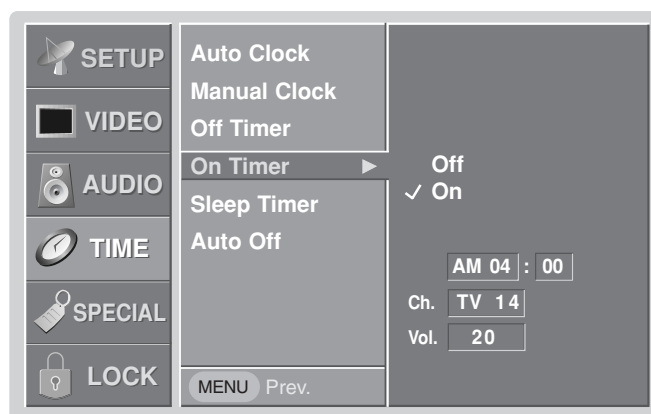 SETUP
VIDEO
AUDIO
TIME
SPECIAL
LOCK
Auto Clock
Manual Clock
Off Timer
On Timer ►
Sleep Timer
Auto Off
MENU Prev.
Off
✓ On
AM 04 : 00
Ch. TV 14
Vol. 20